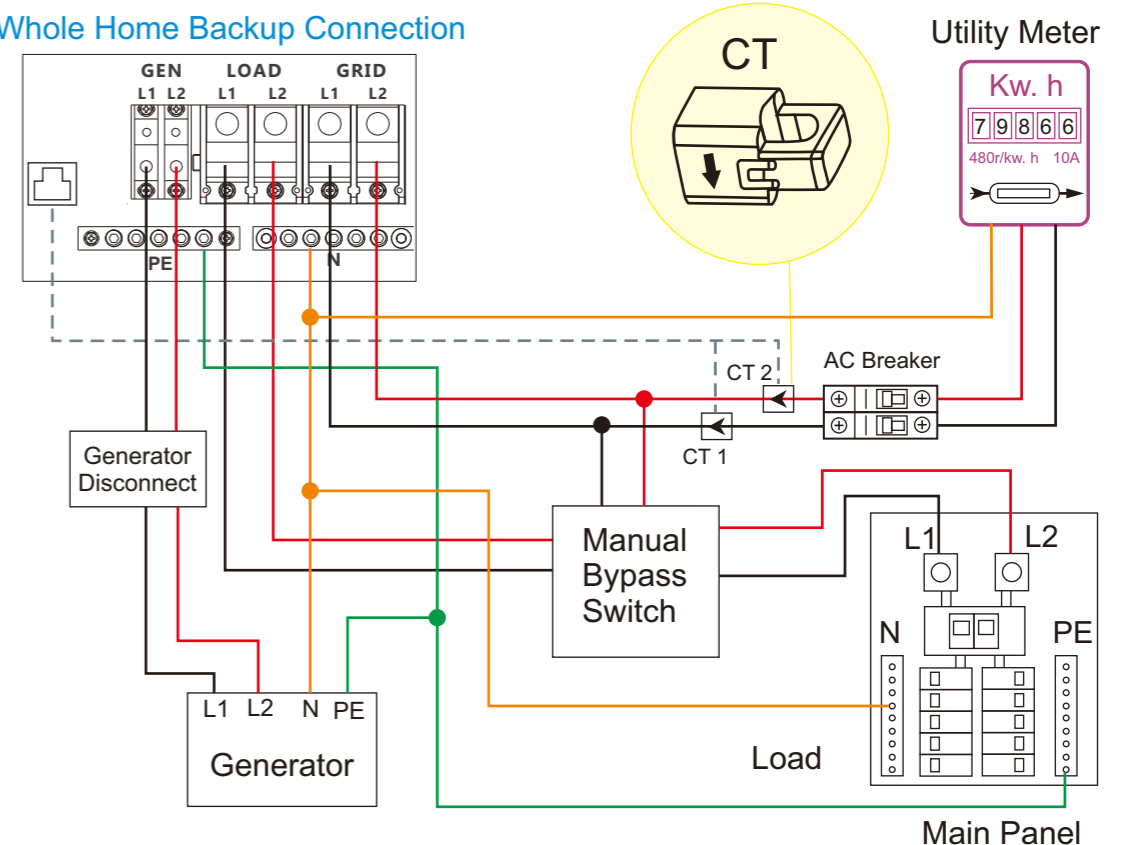 Whole Home Backup Connection
GEN LOAD GRID
L1 L2 L1 L2 L1 L2
PE
N
CT
Utility Meter
Kw. h
79866
480r/kw. h 10A
CT 2
AC Breaker
CT 1
Generator
Disconnect
Manual
Bypass
Switch
L1 L2
N PE
Load
Main Panel
L1 L2 N PE
Generator